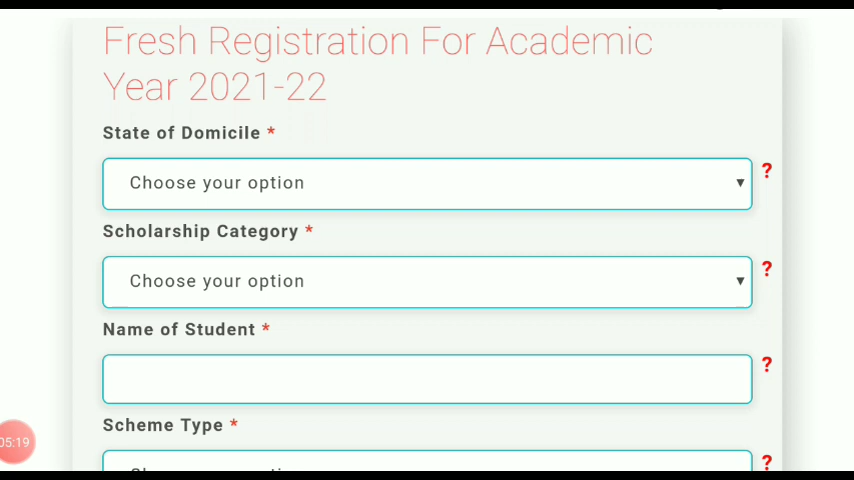 Fresh Registration For Academic
Year 2021-22
State of Domicile *
Choose your option ▼ ?
Scholarship Category *
Choose your option ▼ ?
Name of Student *
?
Scheme Type *
?
05:19